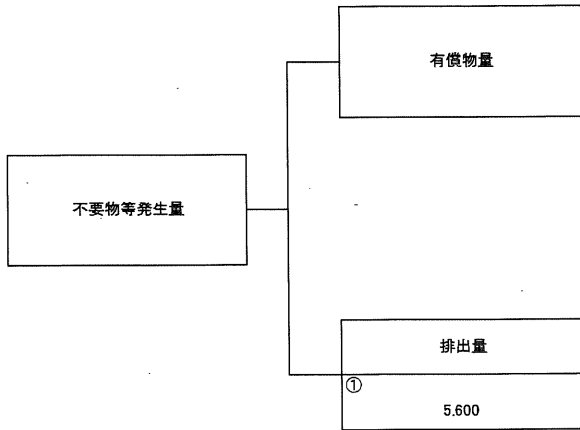 有償物量
不要物等発生量
排出量
①
5.600